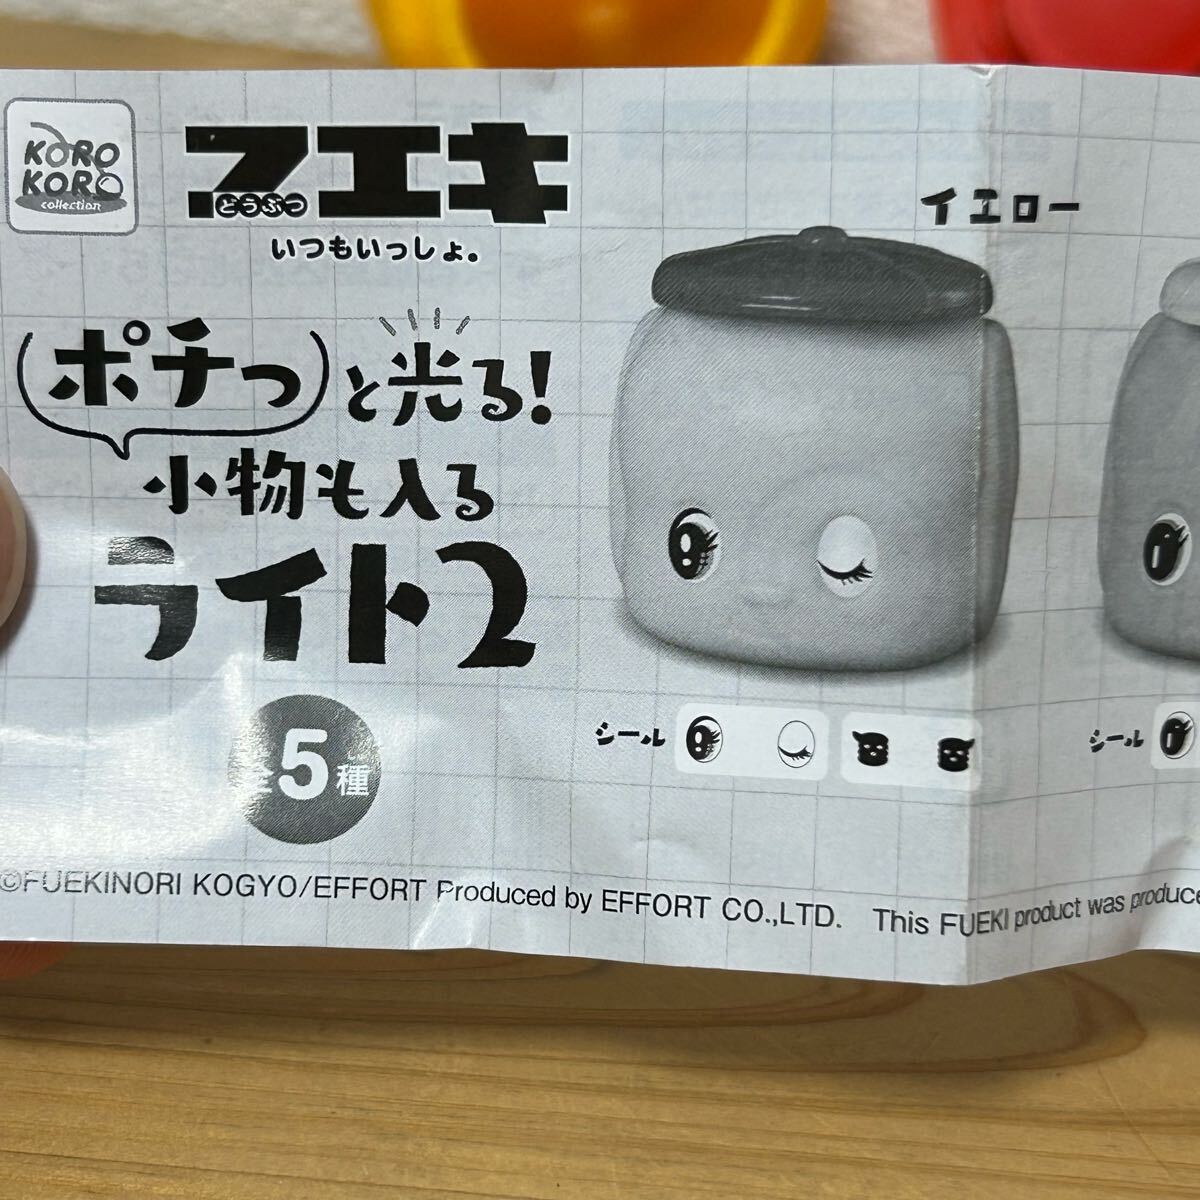 KORO
KORO
collection
フエキ
どうぶつ
いつもいっしょ。
ポチっと光る!
小物も入る
ライト2
全5種
イエロー
シール
シール
©FUEKINORI KOGYO/EFFORT Produced by EFFORT CO.,LTD. This FUEKI product was produce